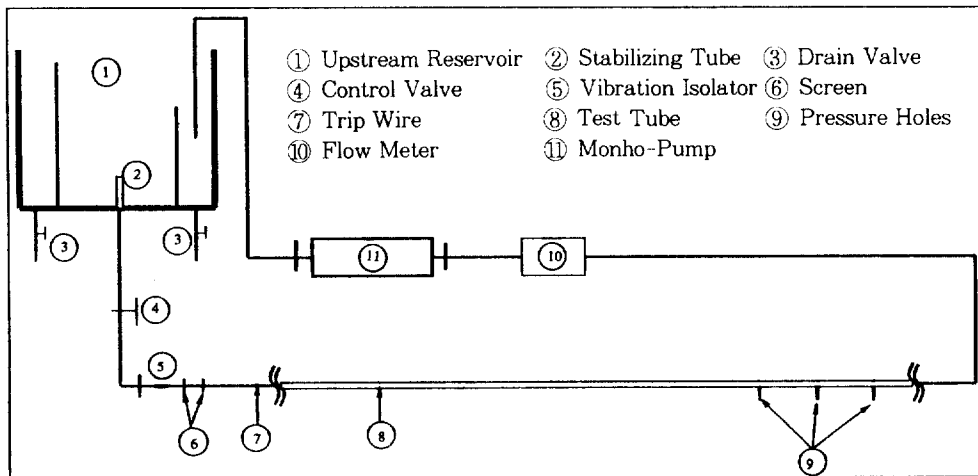 ① Upstream Reservoir ② Stabilizing Tube ③ Drain Valve
④ Control Valve ⑤ Vibration Isolator ⑥ Screen
⑦ Trip Wire ⑧ Test Tube ⑨ Pressure Holes
⑩ Flow Meter ⑪ Monho-Pump
①
②
③ ③
⑪ ⑩
④
⑤
⑥ ⑦ ⑧ ⑨